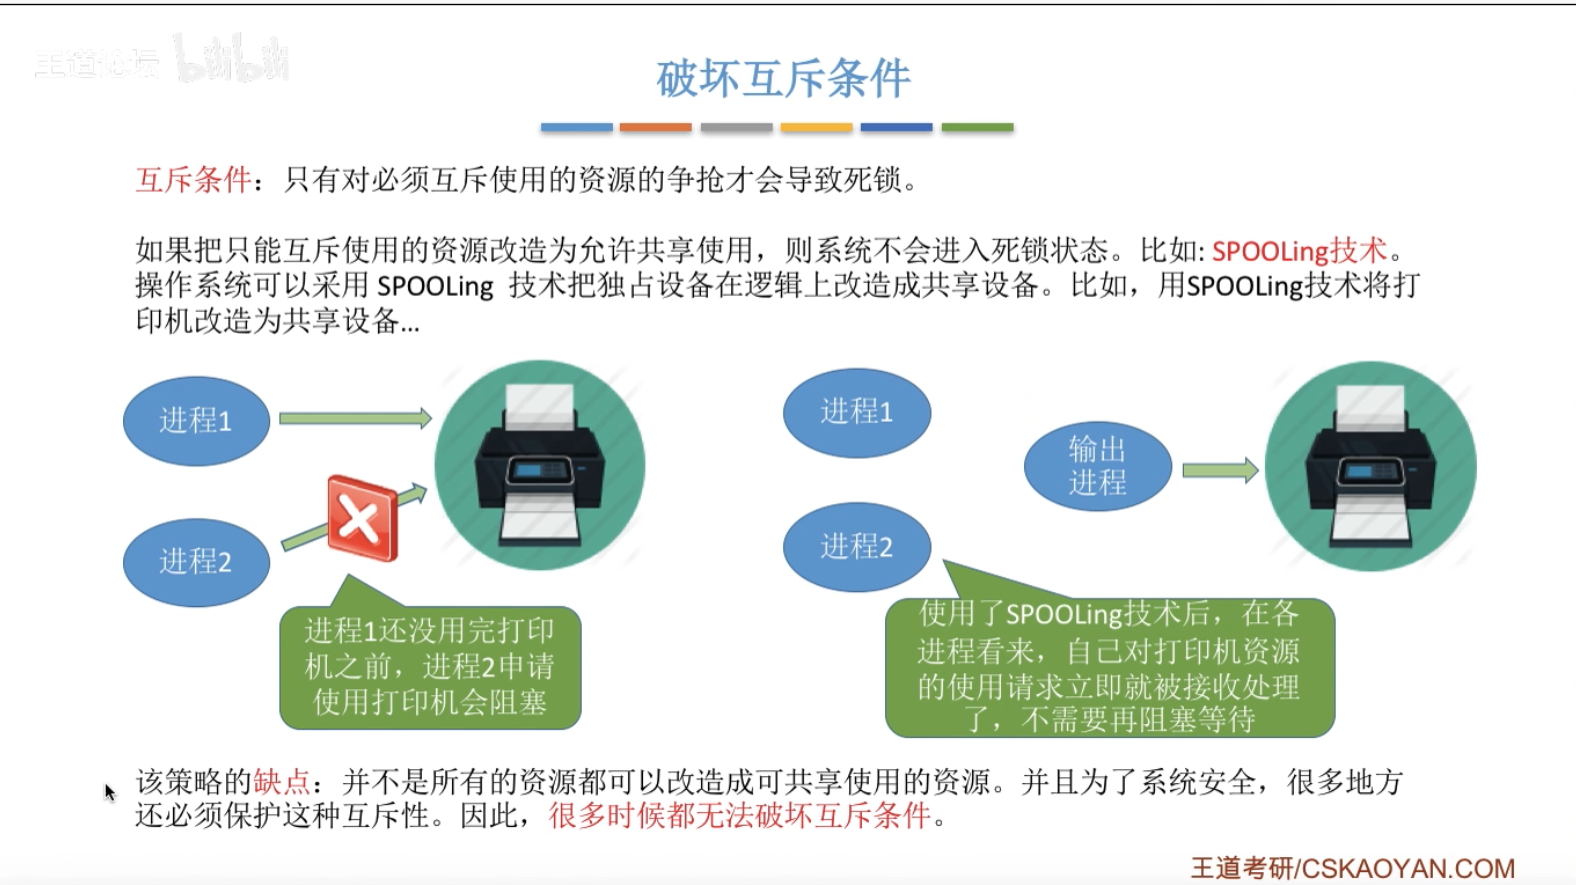 王道论坛 bilibili
破坏互斥条件
互斥条件：只有对必须互斥使用的资源的争抢才会导致死锁。
如果把只能互斥使用的资源改造为允许共享使用，则系统不会进入死锁状态。比如: SPOOLing技术。
操作系统可以采用 SPOOLing 技术把独占设备在逻辑上改造成共享设备。比如，用SPOOLing技术将打
印机改造为共享设备...
进程1
进程2
进程1还没用完打印
机之前，进程2申请
使用打印机会阻塞
进程1
进程2
输出
进程
使用了SPOOLing技术后，在各
进程看来，自己对打印机资源
的使用请求立即就被接收处理
了，不需要再阻塞等待
该策略的缺点：并不是所有的资源都可以改造成可共享使用的资源。并且为了系统安全，很多地方
还必须保护这种互斥性。因此，很多时候都无法破坏互斥条件。
王道考研/CSKAOYAN.COM